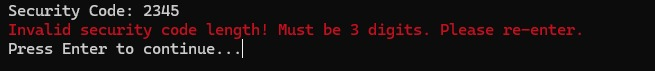 Security Code: 2345
Invalid security code length! Must be 3 digits. Please re-enter.
Press Enter to continue...